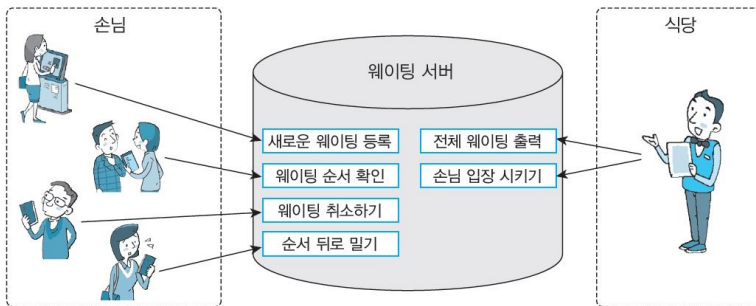 손님
식당
웨이팅 서버
새로운 웨이팅 등록
전체 웨이팅 출력
웨이팅 순서 확인
손님 입장 시키기
웨이팅 취소하기
순서 뒤로 밀기